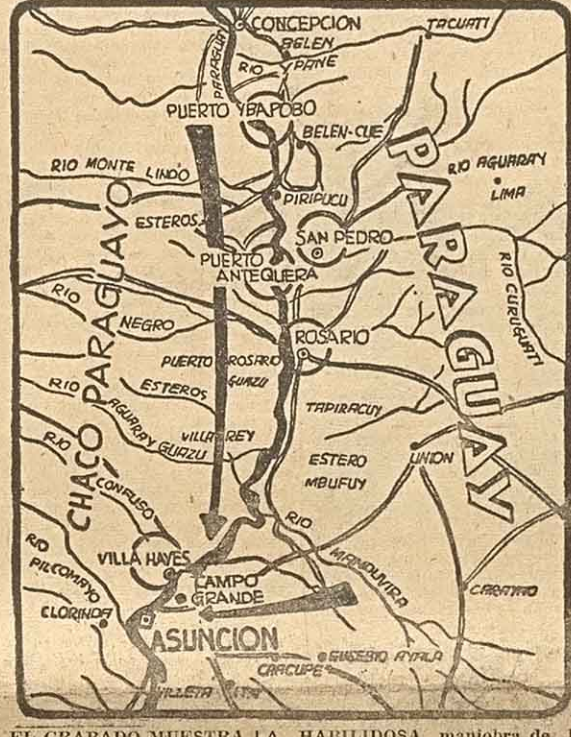 CONCEPCION
TACUATI
BELEN
RIO
YPANE
PARAGUAY
PUERTO YBAPOBO
BELEN-CUE
RIO MONTE LINDO
RIO AGUARAY
LIMA
PIRIPUCU
ESTEROS
SAN PEDRO
PUERTO
ANTEQUERA
RIO CURUGUATI
CHACO PARAGUAYO
PARAGUAY
RIO
NEGRO
ROSARIO
PUERTO ROSARIO
GUAZU
RIO
AGUARAY
GUAZU
ESTEROS
TAPIRACUY
VILLA REY
RIO
CONFUSO
ESTERO
MBUFUY
UNION
RIO
MANDUVIRA
RIO
PILCOMAYO
VILLA HAYES
CAMPO
GRANDE
CARAYAO
CLORINDA
ASUNCION
EUSEBIO AYALA
CAACUPE
VILLETA
ITA
EL GRABADO MUESTRA LA HABILIDOSA maniobra de